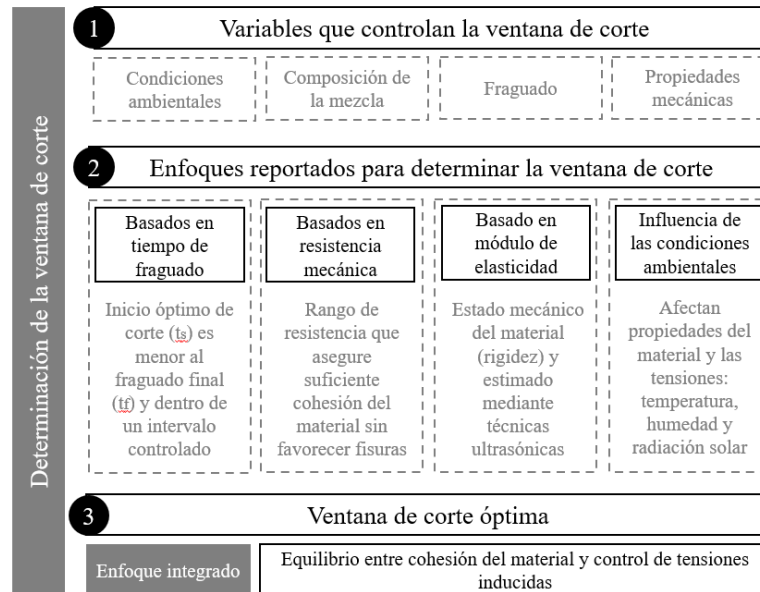 Determinación de la ventana de corte
1
Variables que controlan la ventana de corte
Condiciones
ambientales
Composición de
la mezcla
Fraguado
Propiedades
mecánicas
2
Enfoques reportados para determinar la ventana de corte
Basados en
tiempo de
fraguado
Inicio óptimo de
corte (ts) es
menor al
fraguado final
(tf) y dentro de
un intervalo
controlado
Basados en
resistencia
mecánica
Rango de
resistencia que
asegure
suficiente
cohesión del
material sin
favorecer fisuras
Basado en
módulo de
elasticidad
Estado mecánico
del material
(rigidez) y
estimado
mediante
técnicas
ultrasónicas
Influencia de
las condiciones
ambientales
Afectan
propiedades del
material y las
tensiones:
temperatura,
humedad y
radiación solar
3
Ventana de corte óptima
Enfoque integrado
Equilibrio entre cohesión del material y control de tensiones
inducidas